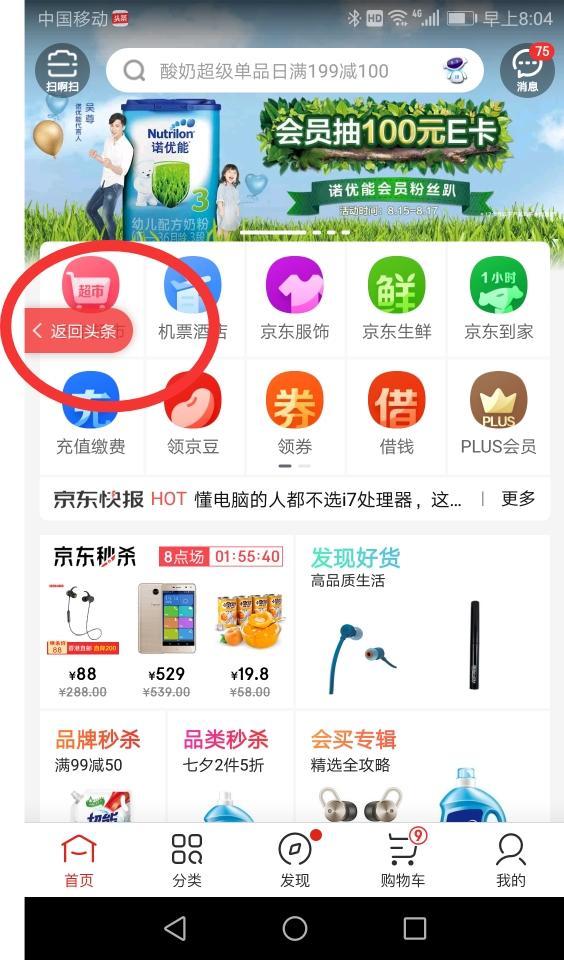 中国移动 头条 HD 4G 早上8:04
扫啊扫
酸奶超级单品日满199减100
75
消息
吴尊
诺优能代言人
Nutrilon
诺优能
3
幼儿配方奶粉
会员抽100元E卡
诺优能会员粉丝趴
活动时间：8.15—8.17
超市
1小时
返回头条
机票酒店
京东服饰
鲜
京东生鲜
京东到家
充
充值缴费
领京豆
券
领券
借
借钱
PLUS
PLUS会员
京东快报 HOT 懂电脑的人都不选i7处理器，这... | 更多
京东秒杀 8点场 01:55:40
¥88
¥288.00
¥529
¥539.00
¥19.8
¥58.00
发现好货
高品质生活
品牌秒杀
满99减50
品类秒杀
七夕2件5折
会买专辑
精选全攻略
首页
分类
发现
9
购物车
我的